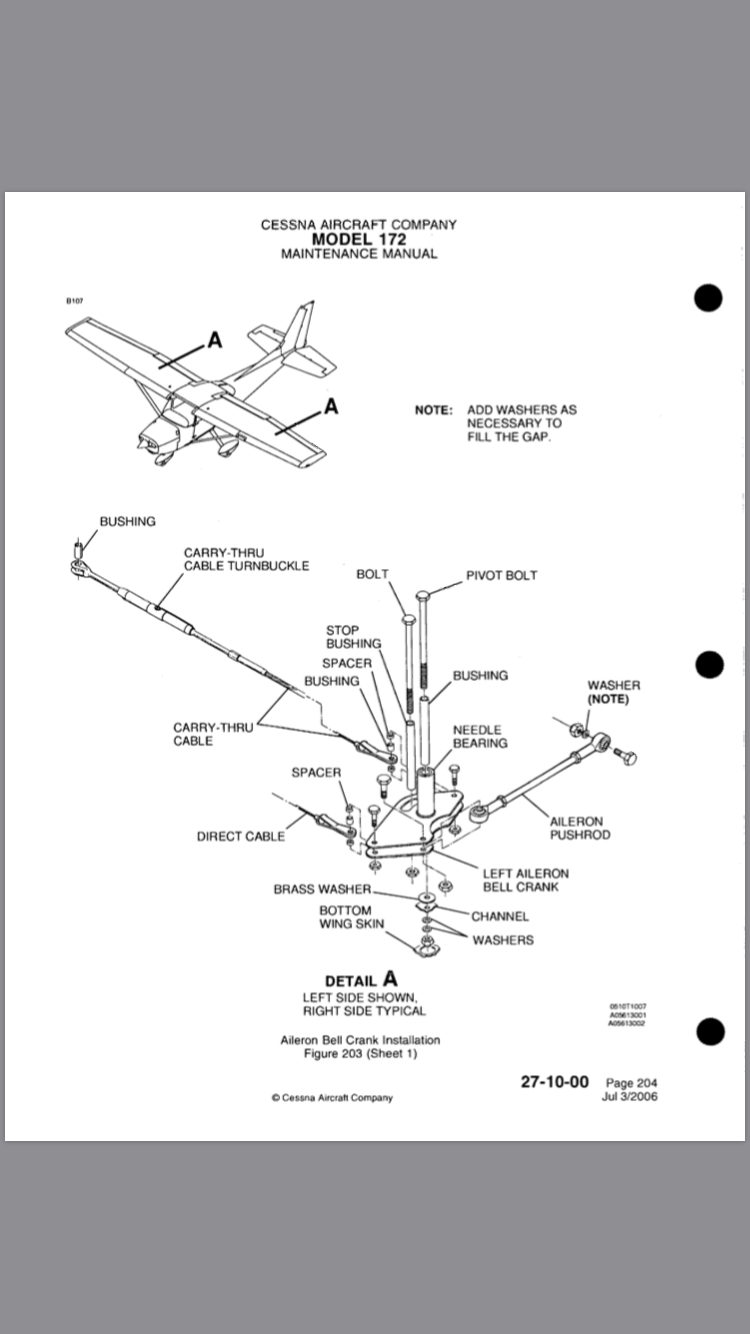 CESSNA AIRCRAFT COMPANY
MODEL 172
MAINTENANCE MANUAL
B107
A
A
NOTE: ADD WASHERS AS
NECESSARY TO
FILL THE GAP.
BUSHING
CARRY-THRU
CABLE TURNBUCKLE
BOLT
PIVOT BOLT
STOP
BUSHING
SPACER
BUSHING
BUSHING
WASHER
(NOTE)
CARRY-THRU
CABLE
NEEDLE
BEARING
SPACER
DIRECT CABLE
AILERON
PUSHROD
LEFT AILERON
BELL CRANK
BRASS WASHER
BOTTOM
WING SKIN
CHANNEL
WASHERS
DETAIL A
LEFT SIDE SHOWN,
RIGHT SIDE TYPICAL
0510T1007
A05613001
A05613002
Aileron Bell Crank Installation
Figure 203 (Sheet 1)
27-10-00 Page 204
© Cessna Aircraft Company Jul 3/2006